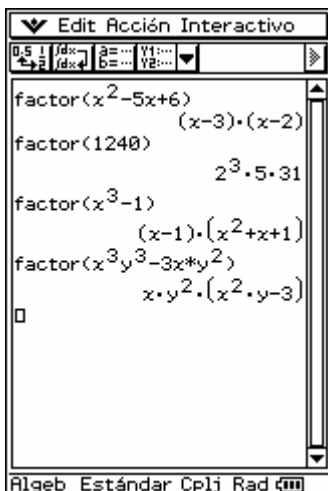 Edit Acción Interactivo
factor(x²-5x+6)
(x-3)·(x-2)
factor(1240)
2³·5·31
factor(x³-1)
(x-1)·(x²+x+1)
factor(x³y³-3x*y²)
x·y²·(x²·y-3)
Algeb Estándar Cplj Rad